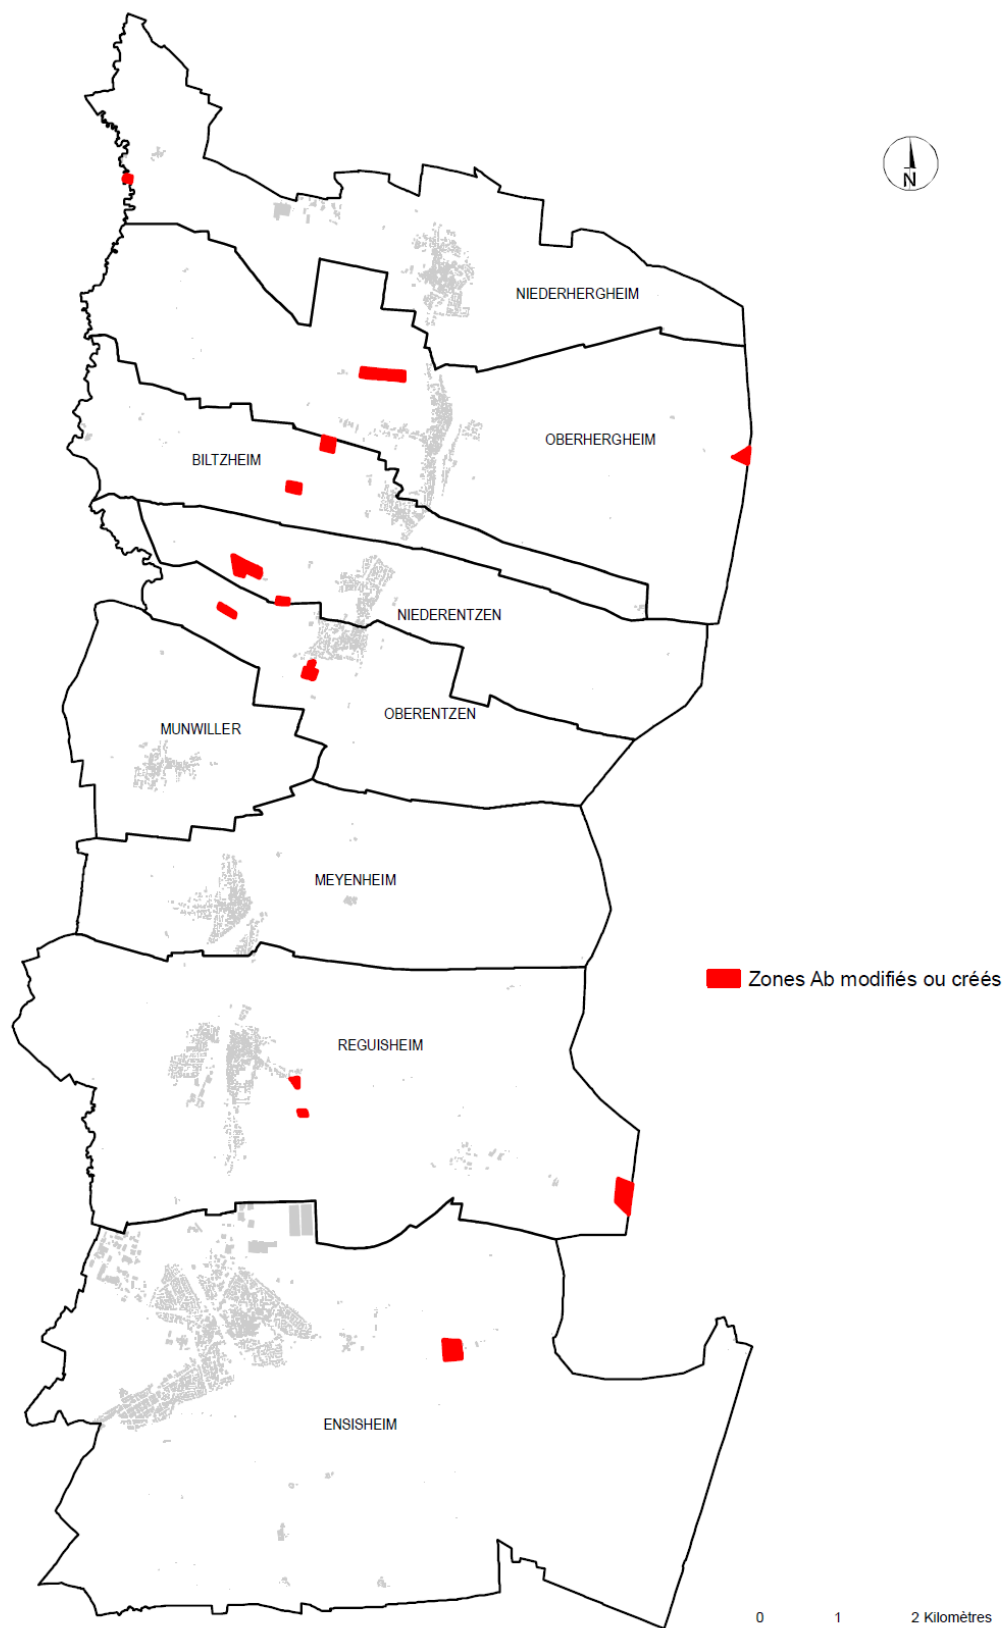 N
NIEDERHERGHEIM
OBERHERGHEIM
BILTZHEIM
NIEDERENTZEN
OBERENTZEN
MUNWILLER
MEYENHEIM
Zones Ab modifiés ou créés
REGUISHEIM
ENSISHEIM
0 1 2 Kilomètres